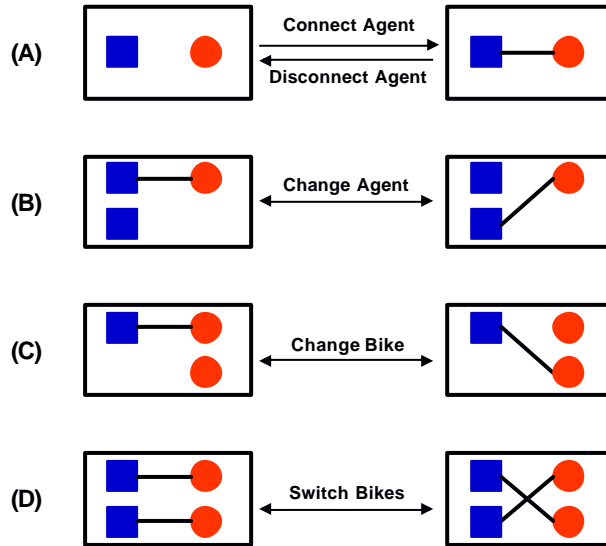 (A)
Connect Agent
Disconnect Agent
(B)
Change Agent
(C)
Change Bike
(D)
Switch Bikes